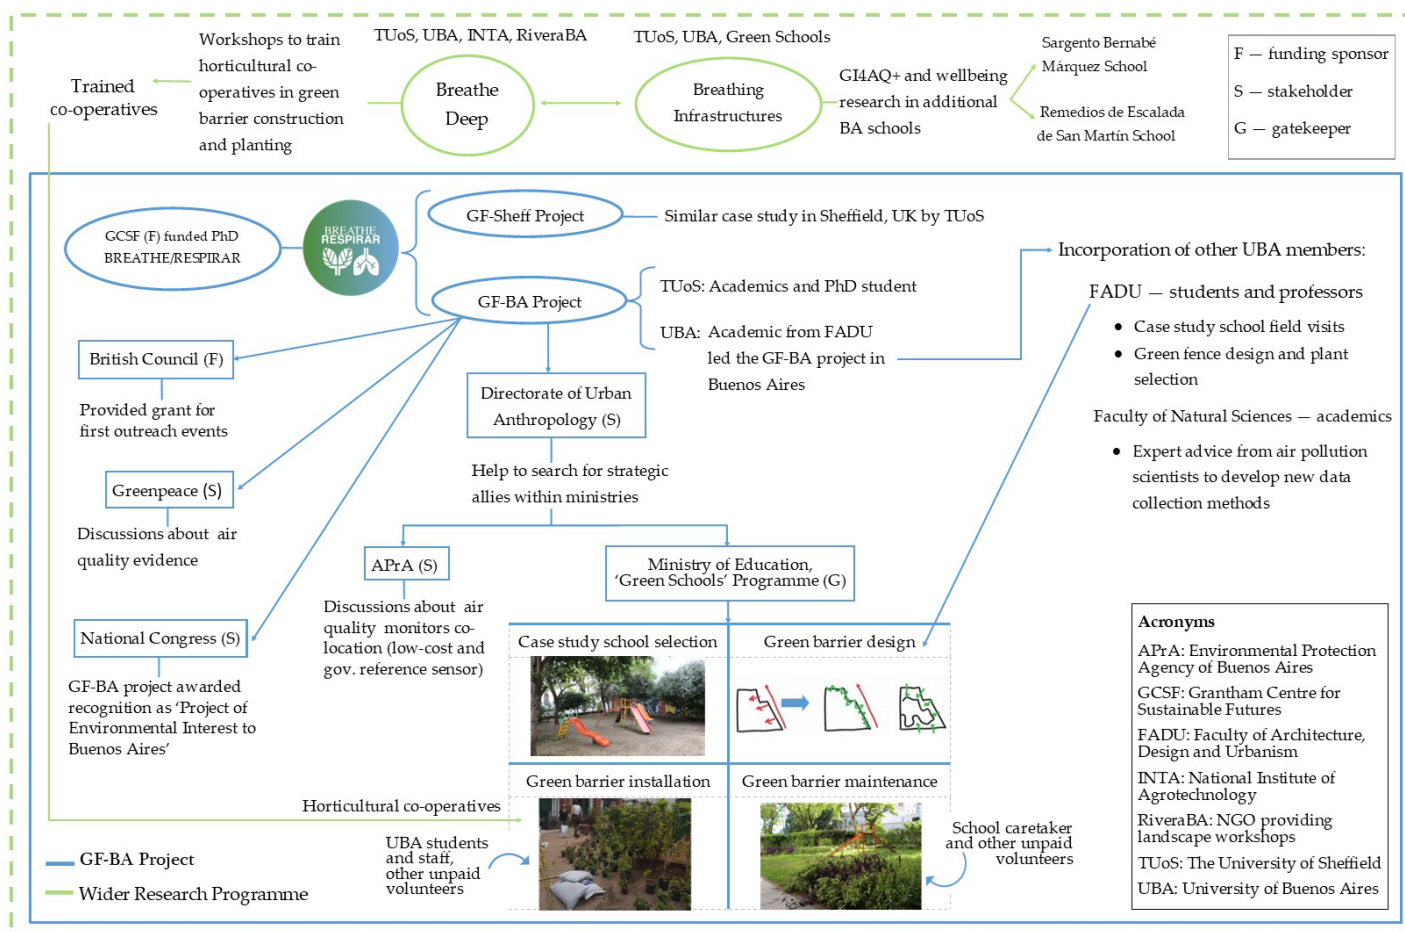 TUoS, UBA, INTA, RiveraBA
TUoS, UBA, Green Schools
Trained
co-operatives
Workshops to train
horticultural co-
operatives in green
barrier construction
and planting
Breathe
Deep
Breathing
Infrastructures
GI4AQ+ and wellbeing
research in additional
BA schools
Sargento Bernabé
Márquez School
Remedios de Escalada
de San Martín School
F — funding sponsor
S — stakeholder
G — gatekeeper
GCSF (F) funded PhD
BREATHE/RESPIRAR
BREATHE
RESPIRAR
GF-Sheff Project
Similar case study in Sheffield, UK by TUoS
GF-BA Project
TUoS: Academics and PhD student
UBA: Academic from FADU
led the GF-BA project in
Buenos Aires
Incorporation of other UBA members:
FADU — students and professors
● Case study school field visits
● Green fence design and plant
selection
Faculty of Natural Sciences — academics
● Expert advice from air pollution
scientists to develop new data
collection methods
British Council (F)
Provided grant for
first outreach events
Greenpeace (S)
Discussions about air
quality evidence
National Congress (S)
GF-BA project awarded
recognition as ‘Project of
Environmental Interest to
Buenos Aires’
Directorate of Urban
Anthropology (S)
Help to search for strategic
allies within ministries
APrA (S)
Discussions about air
quality monitors co-
location (low-cost and
gov. reference sensor)
Ministry of Education,
‘Green Schools’ Programme (G)
Case study school selection
Green barrier design
Green barrier installation
Green barrier maintenance
Horticultural co-operatives
UBA students
and staff,
other unpaid
volunteers
School caretaker
and other unpaid
volunteers
GF-BA Project
Wider Research Programme
Acronyms
APrA: Environmental Protection
Agency of Buenos Aires
GCSF: Grantham Centre for
Sustainable Futures
FADU: Faculty of Architecture,
Design and Urbanism
INTA: National Institute of
Agrotechnology
RiveraBA: NGO providing
landscape workshops
TUoS: The University of Sheffield
UBA: University of Buenos Aires